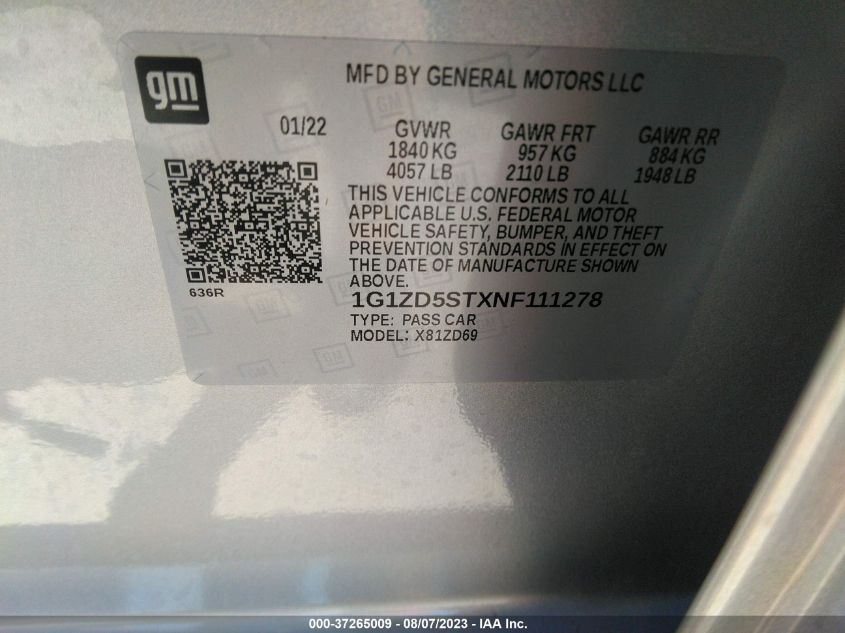 gm
MFD BY GENERAL MOTORS LLC
01/22
GVWR
1840 KG
4057 LB
GAWR FRT
957 KG
2110 LB
GAWR RR
884 KG
1948 LB
THIS VEHICLE CONFORMS TO ALL
APPLICABLE U.S. FEDERAL MOTOR
VEHICLE SAFETY, BUMPER, AND THEFT
PREVENTION STANDARDS IN EFFECT ON
THE DATE OF MANUFACTURE SHOWN
ABOVE.
636R
1G1ZD5STXNF111278
TYPE: PASS CAR
MODEL: X81ZD69
000-37265009 - 08/07/2023 - IAA Inc.